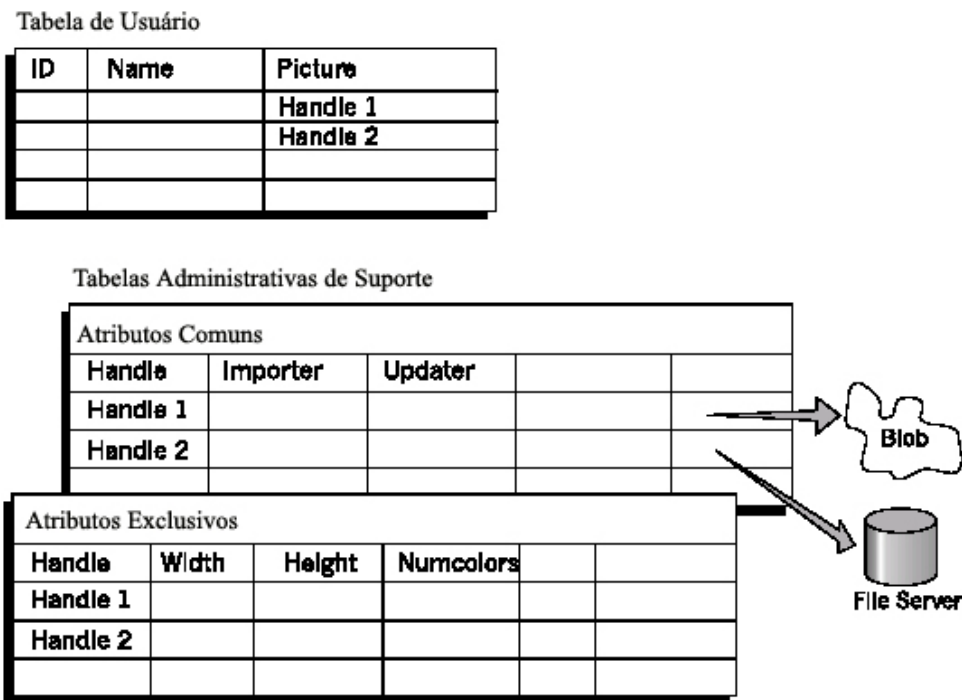 Tabela de Usuário
ID Name Picture
Handle 1
Handle 2
Tabelas Administrativas de Suporte
Atributos Comuns
Handle Importer Updater
Handle 1
Handle 2
Blob
File Server
Atributos Exclusivos
Handle Width Height Numcolors
Handle 1
Handle 2